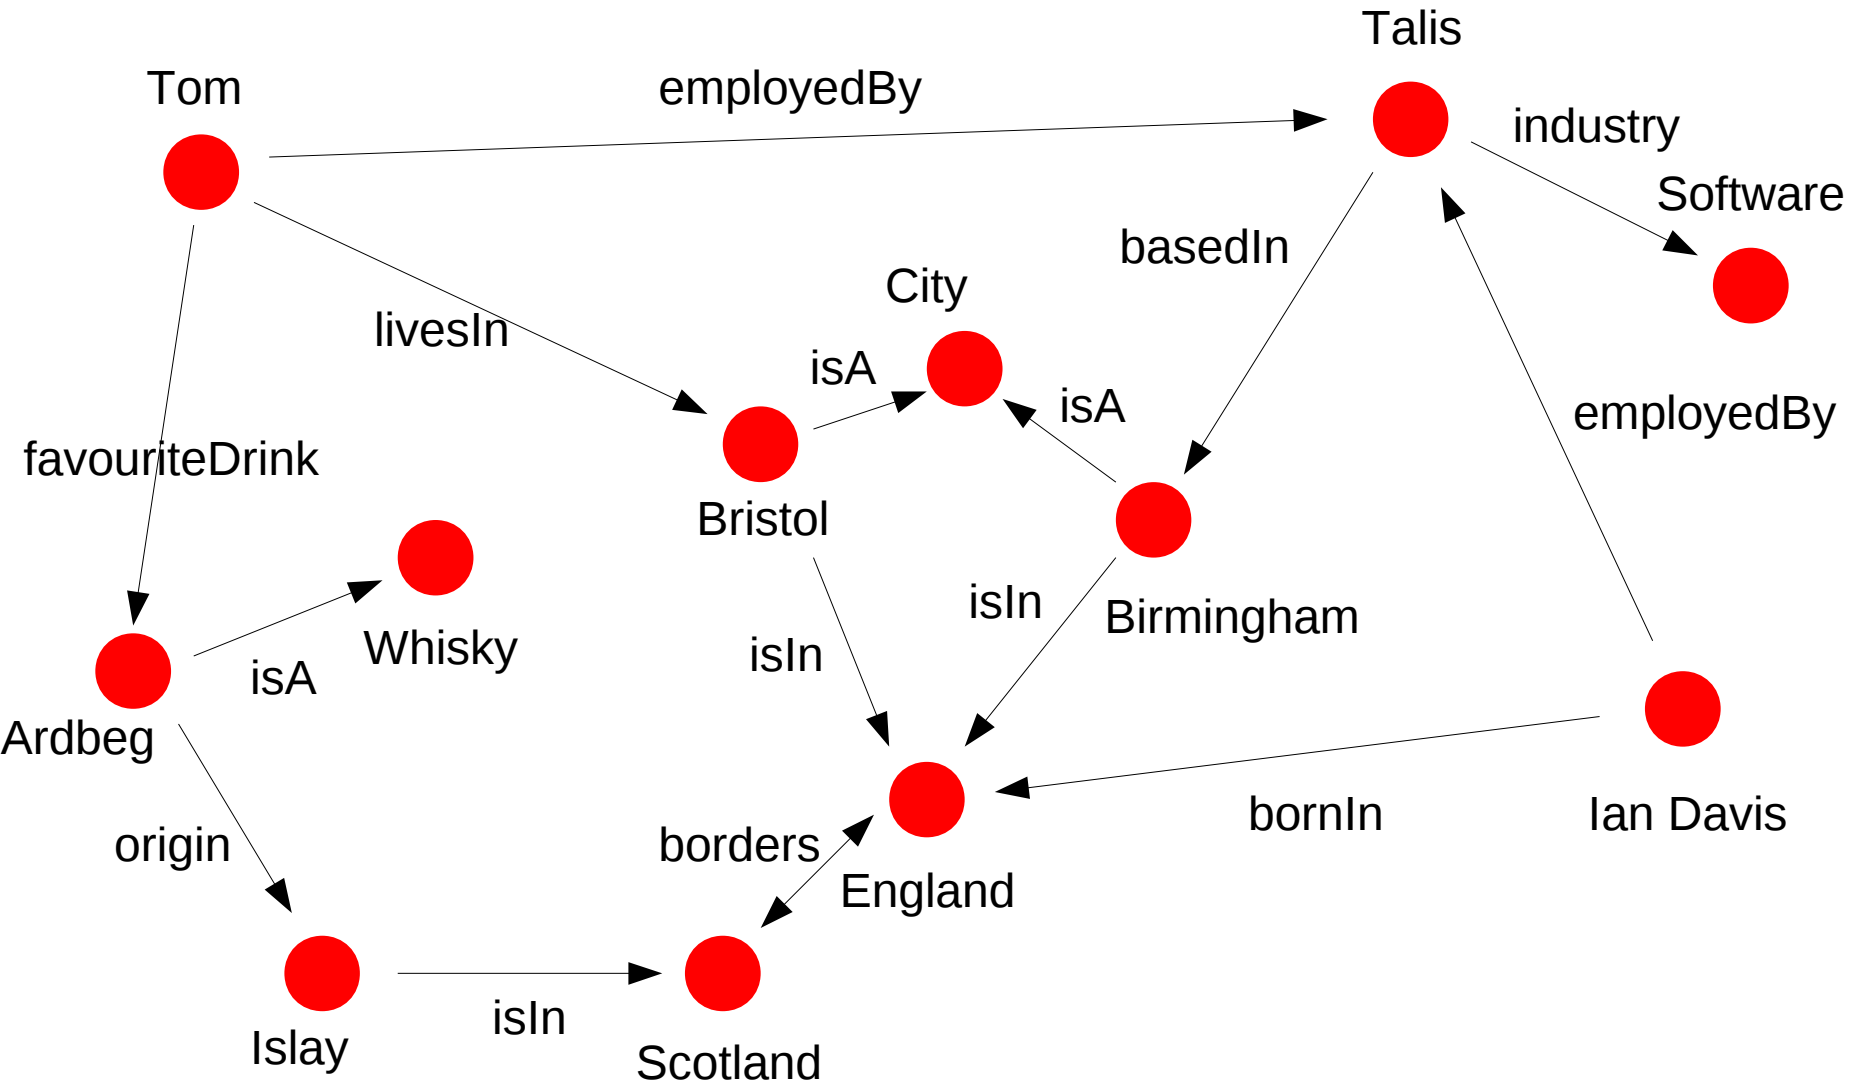 Talis
Tom
employedBy
industry
Software
basedIn
City
livesIn
isA
isA
employedBy
favouriteDrink
Bristol
isIn
Birmingham
Whisky
isIn
isA
Ardbeg
bornIn
Ian Davis
origin
borders
England
isIn
Islay
Scotland